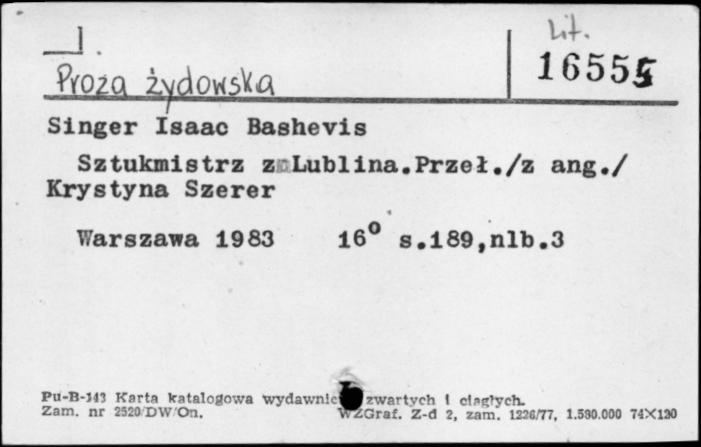 Lit.
16555
Proza żydowska
Singer Isaac Bashevis
Sztukmistrz z Lublina.Przeł./z ang./
Krystyna Szerer
Warszawa 1983 16° s.189,nlb.3
Pu-B-143 Karta katalogowa wydawnic zwartych i ciągłych.
Zam. nr 2520/DW/On. WZGraf. Z-d 2, zam. 1226/77, 1.580.000 74X120